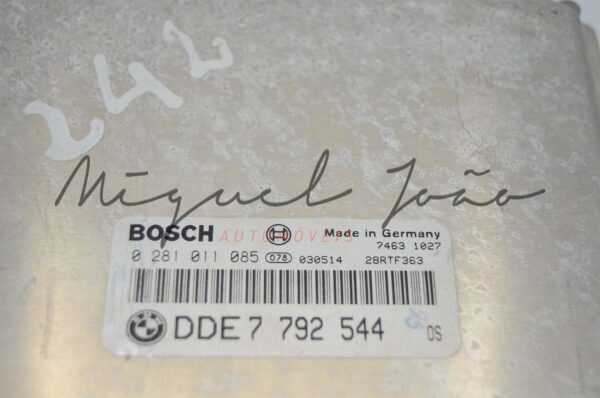 242
Miguel João
AUTOMÓVEIS
BOSCH Made in Germany
7463 1027
0 281 011 085 078 030514 28RTF363
DDE 7 792 544 OS